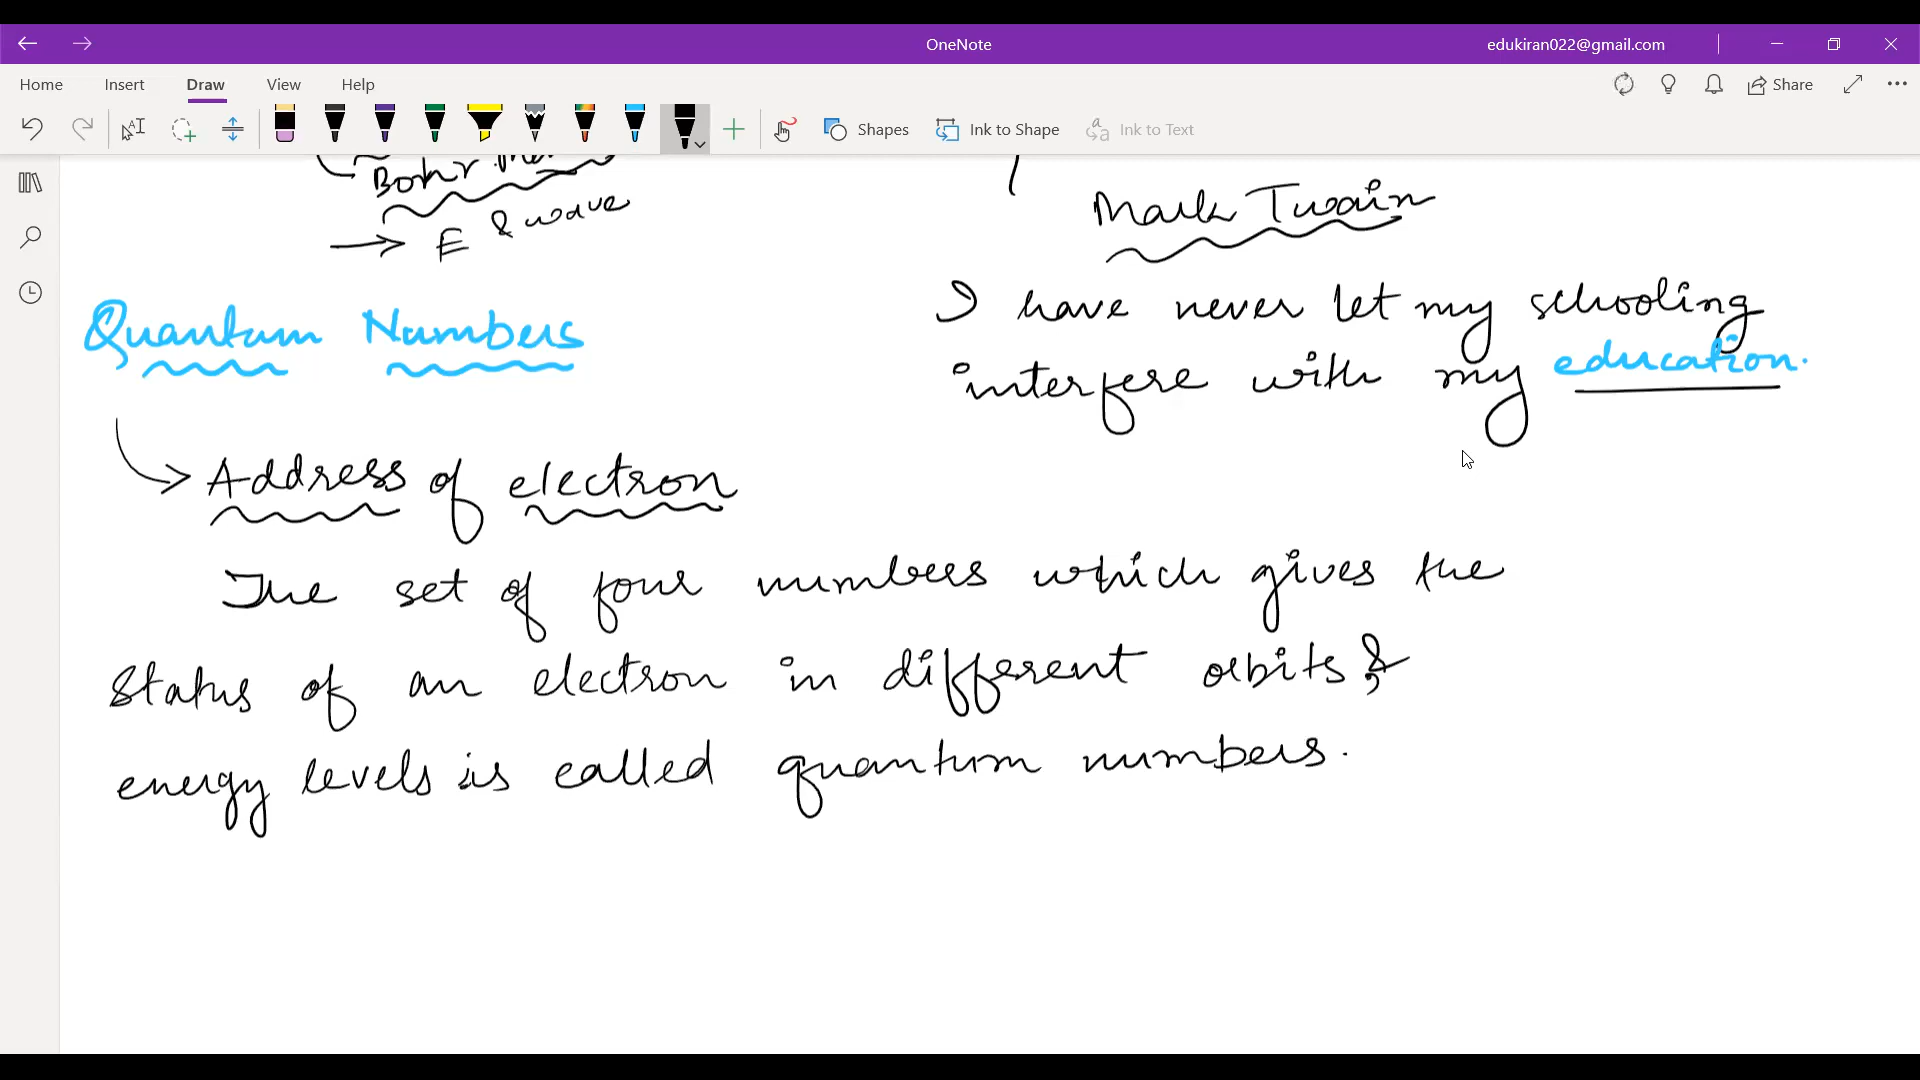 OneNote
edukiran022@gmail.com
Home Insert Draw View Help
Share
Shapes Ink to Shape Ink to Text
Bohr
→ E & wave
Mark Twain
I have never let my schooling
interfere with my education.
Quantum Numbers
Address of electron
The set of four numbers which gives the
status of an electron in different orbits &
energy levels is called quantum numbers.